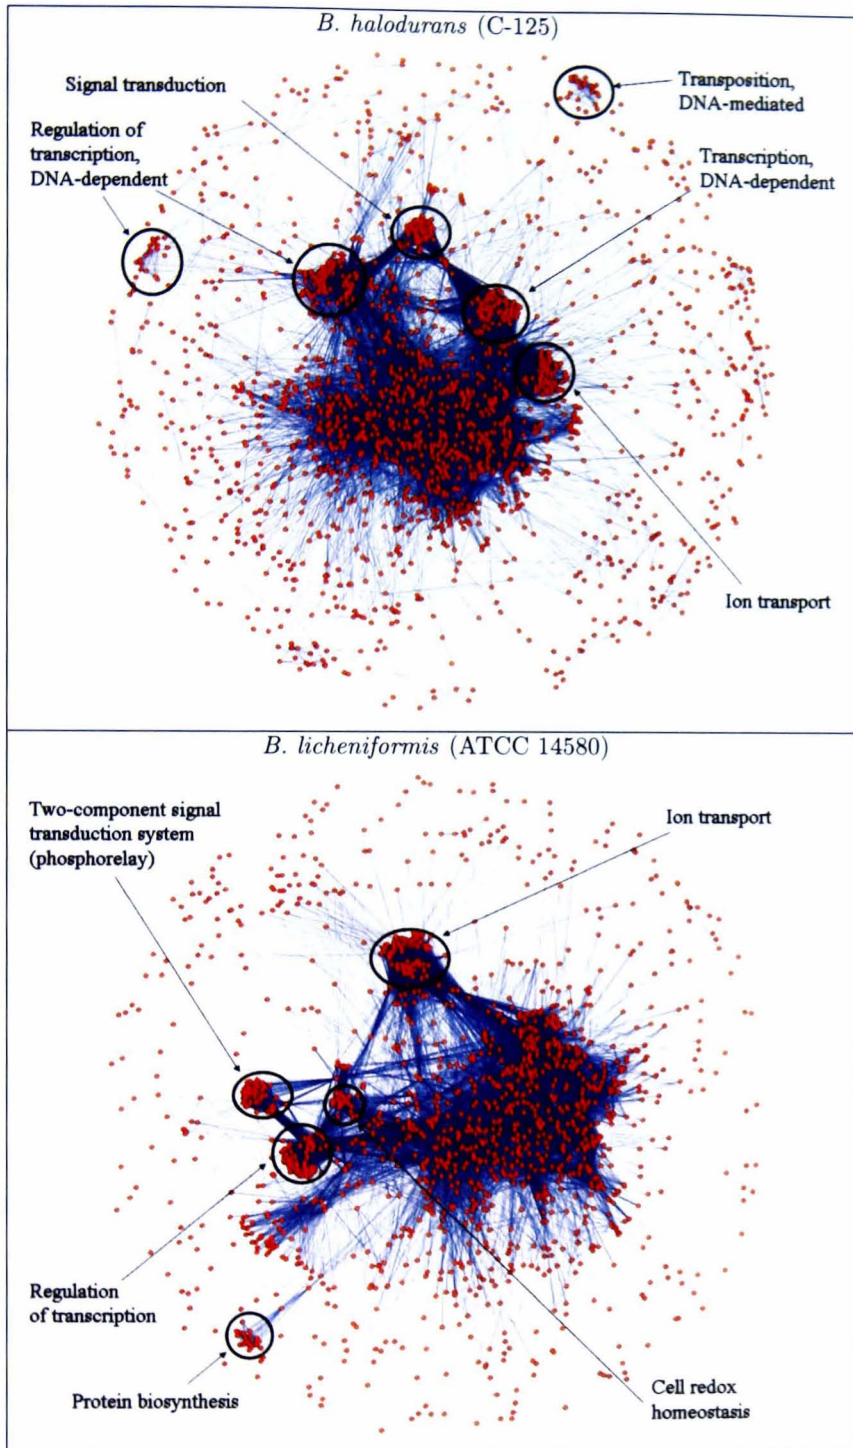 B. halodurans (C-125)
Signal transduction
Transposition,
DNA-mediated
Regulation of
transcription,
DNA-dependent
Transcription,
DNA-dependent
Ion transport
B. licheniformis (ATCC 14580)
Two-component signal
transduction system
(phosphorelay)
Ion transport
Regulation
of transcription
Protein biosynthesis
Cell redox
homeostasis